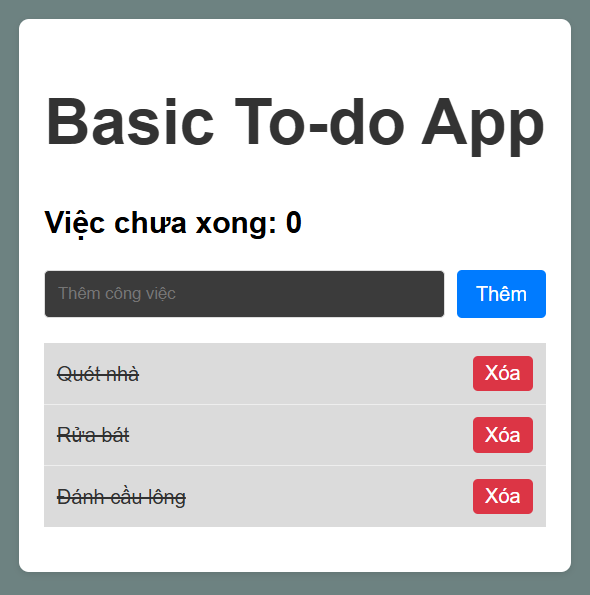 Basic To-do App
Việc chưa xong: 0
Thêm công việc
Thêm
Quét nhà
Xóa
Rửa bát
Xóa
Đánh cầu lông
Xóa